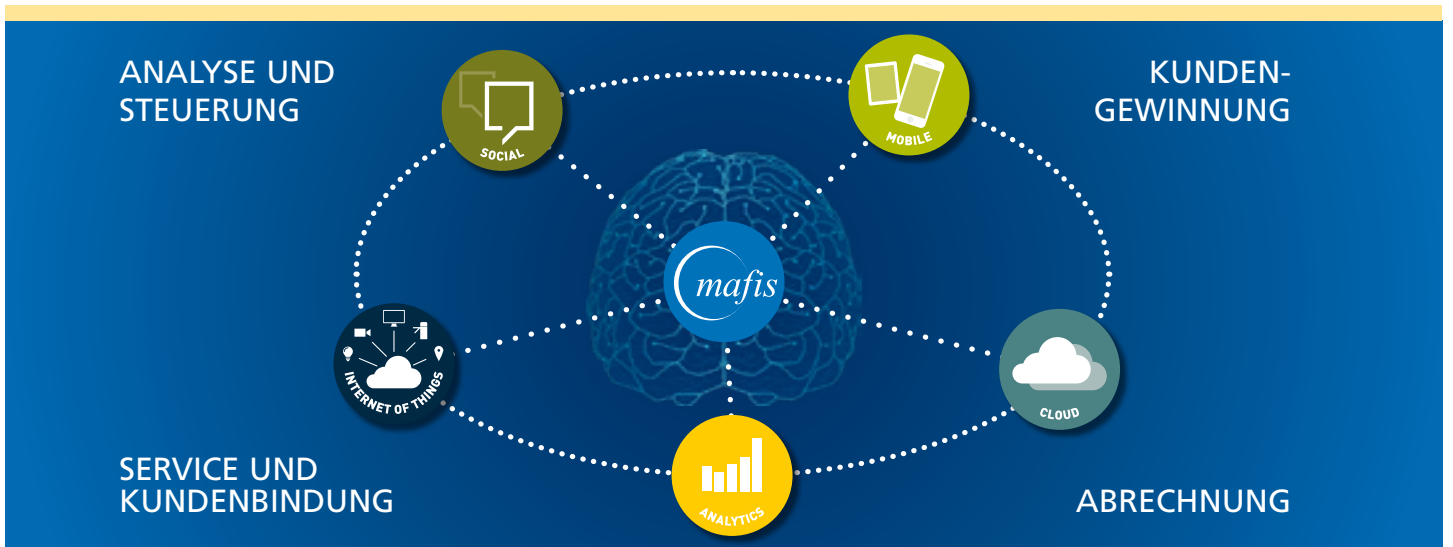 ANALYSE UND
STEUERUNG
KUNDEN-
GEWINNUNG
SOCIAL
MOBILE
mafis
INTERNET OF THINGS
CLOUD
ANALYTICS
SERVICE UND
KUNDENBINDUNG
ABRECHNUNG